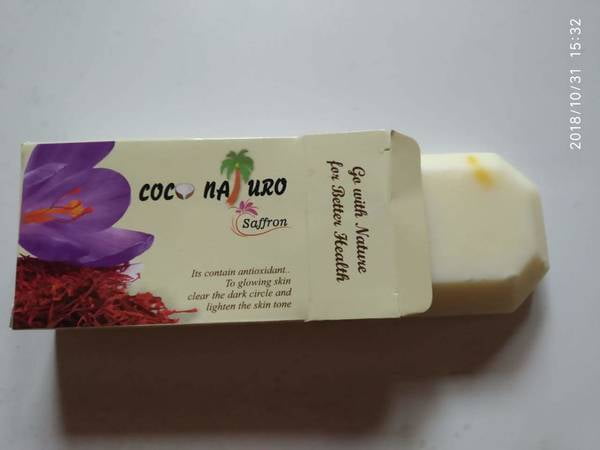 COCO NATURO
Saffron
Its contain antioxidant..
To glowing skin
clear the dark circle and
lighten the skin tone
Go with Nature
for Better Health
2018/10/31 15:32